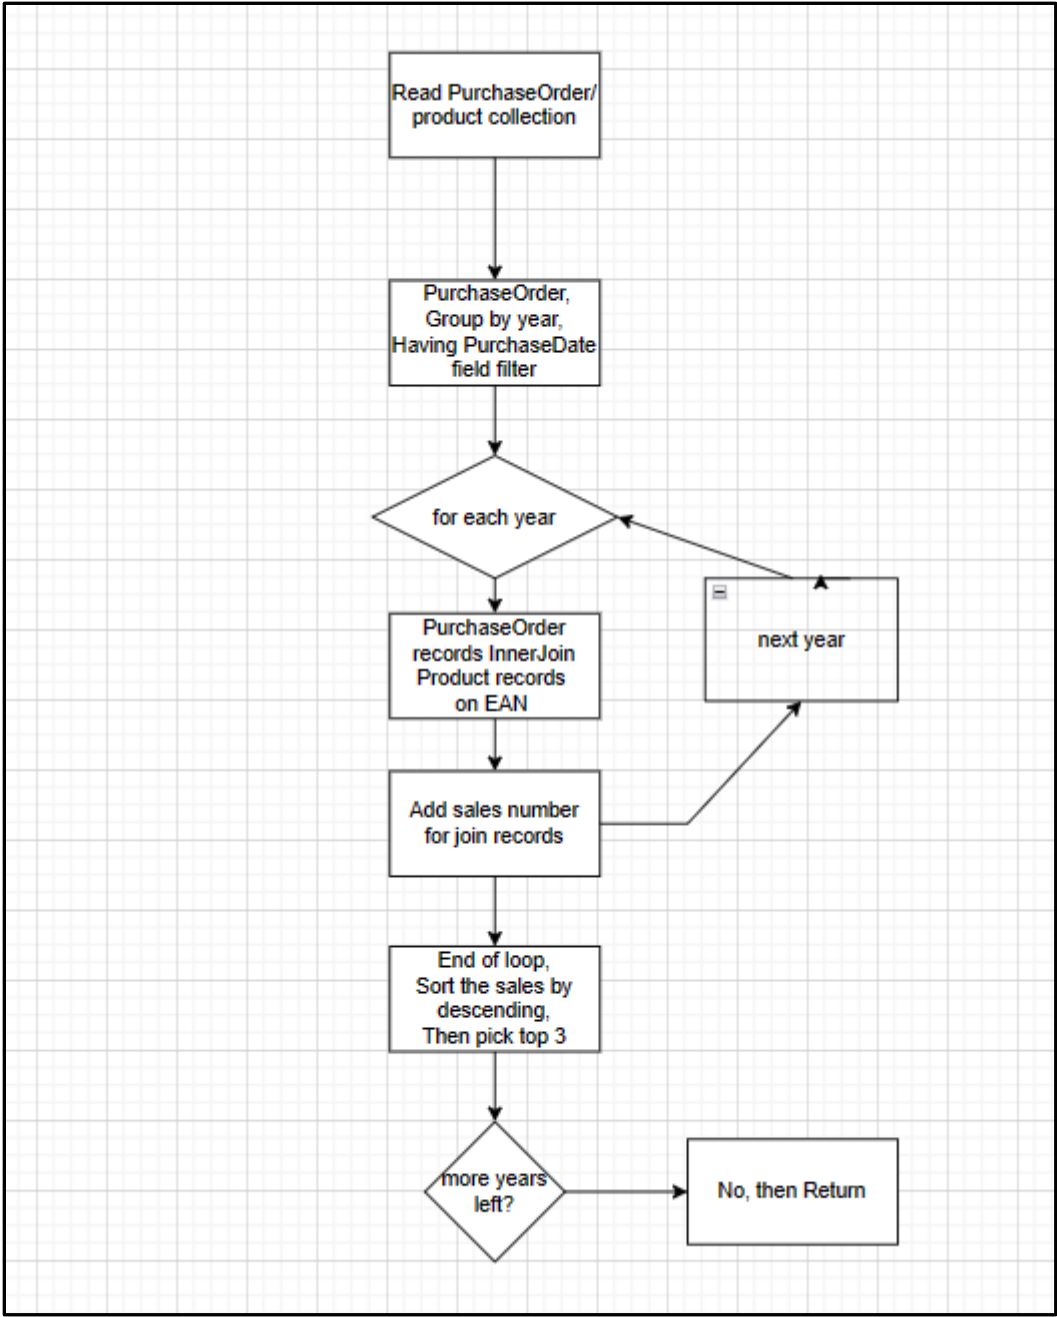 Read PurchaseOrder/
product collection
PurchaseOrder,
Group by year,
Having PurchaseDate
field filter
for each year
PurchaseOrder
records InnerJoin
Product records
on EAN
next year
Add sales number
for join records
End of loop,
Sort the sales by
descending,
Then pick top 3
more years
left?
No, then Return